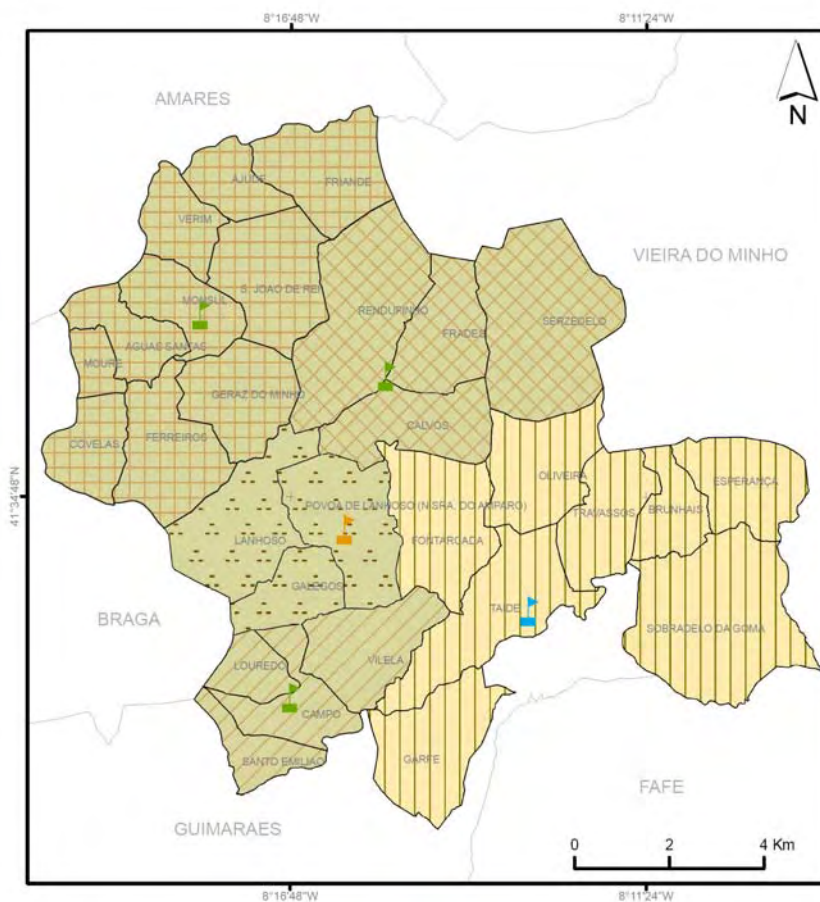 8°16'48"W
8°11'24"W
AMARES
N
AJUDE
FRIANDE
VERIM
VIEIRA DO MINHO
S. JOAO DE REI
MONSUL
RENDUFINHO
FRADES
SERZEDELO
AGUAS SANTAS
MOURE
GERAZ DO MINHO
CALVOS
COVELAS
FERREIROS
OLIVEIRA
ESPERANÇA
41°34'48"N
POVOA DE LANHOSO (N SRA. DO AMPARO)
TRAVASSOS
BRUNHAIS
LANHOSO
FONTARCADA
GALEGOS
TAIDE
BRAGA
SOBRADELO DA GOMA
LOUREDO
VILELA
CAMPO
SANTO EMILIAO
GARFE
FAFE
GUIMARAES
0 2 4 Km
8°16'48"W
8°11'24"W